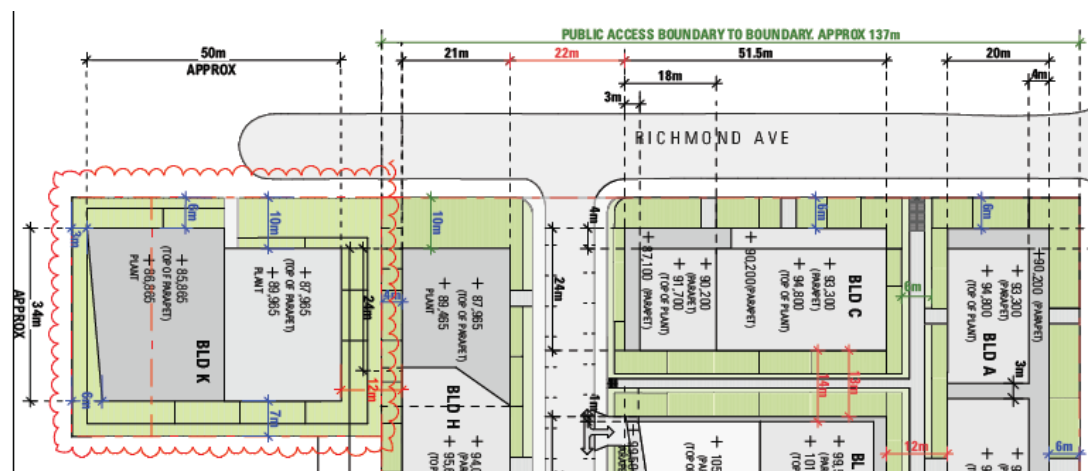 PUBLIC ACCESS BOUNDARY TO BOUNDARY. APPROX 137m
50m
APPROX
21m
22m
51.5m
20m
18m
4m
3m
RICHMOND AVE
6m
10m
10m
4m
6m
6m
3m
34m
APPROX
+ 85,865
(TOP OF PARAPET)
+ 86,865
PLANT
+ 87,965
(TOP OF PARAPET)
+ 89,965
PLANT
24m
4m
+ 87,965
(TOP OF PARAPET)
+ 89,465
PLANT
24m
+ 87,100 (PARAPET)
+ 90,200
(PARAPET)
+ 91,700
(TOP OF PLANT)
+ 90,200(PARAPET)
+ 93,300
(PARAPET)
+ 94,800
(TOP OF PLANT)
BLD C
6m
+90,200 (PARAPET)
+ 93,300
(PARAPET)
+ 94,800
(TOP OF PLANT)
BLD A
3m
BLD K
12m
14m
18m
6m
7m
BLD H
4m
12m
6m